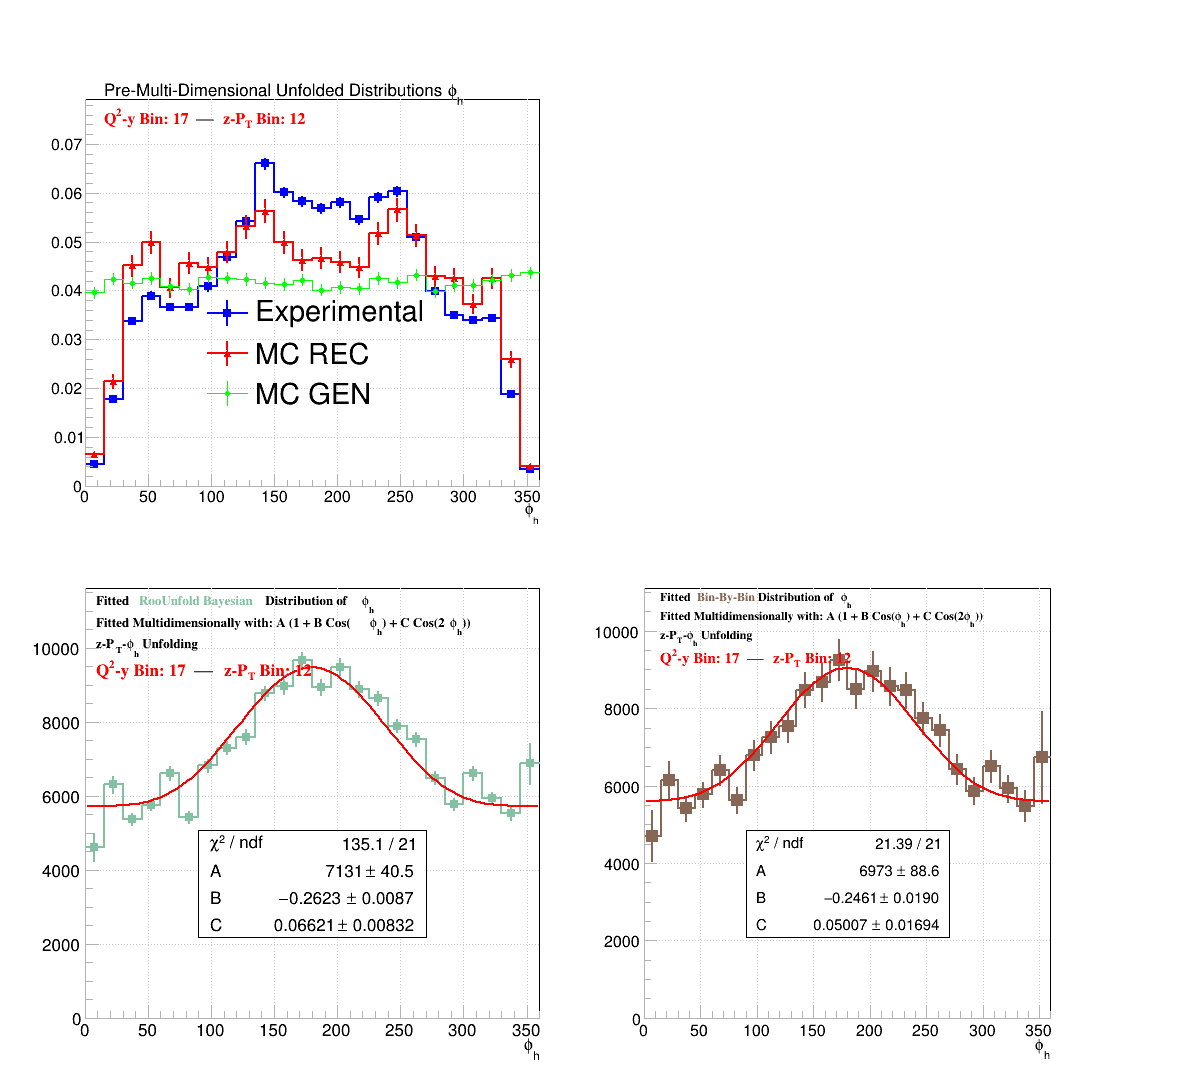 Pre-Multi-Dimensional Unfolded Distributions ϕh
Q²-y Bin: 17 — z-PT Bin: 12
0.07
0.06
0.05
0.04
0.03
0.02
0.01
0
Experimental
MC REC
MC GEN
0 50 100 150 200 250 300 350
ϕh
Fitted RooUnfold Bayesian Distribution of ϕh
Fitted Multidimensionally with: A (1 + B Cos( ϕh) + C Cos(2 ϕh))
z-PT-ϕh Unfolding
Q²-y Bin: 17 — z-PT Bin: 12
10000
8000
6000
4000
2000
0
χ² / ndf 135.1 / 21
A 7131 ± 40.5
B −0.2623 ± 0.0087
C 0.06621 ± 0.00832
0 50 100 150 200 250 300 350
ϕh
Fitted Bin-By-Bin Distribution of ϕh
Fitted Multidimensionally with: A (1 + B Cos(ϕh) + C Cos(2ϕh))
z-PT-ϕh Unfolding
Q²-y Bin: 17 — z-PT Bin: 12
10000
8000
6000
4000
2000
0
χ² / ndf 21.39 / 21
A 6973 ± 88.6
B −0.2461 ± 0.0190
C 0.05007 ± 0.01694
0 50 100 150 200 250 300 350
ϕh